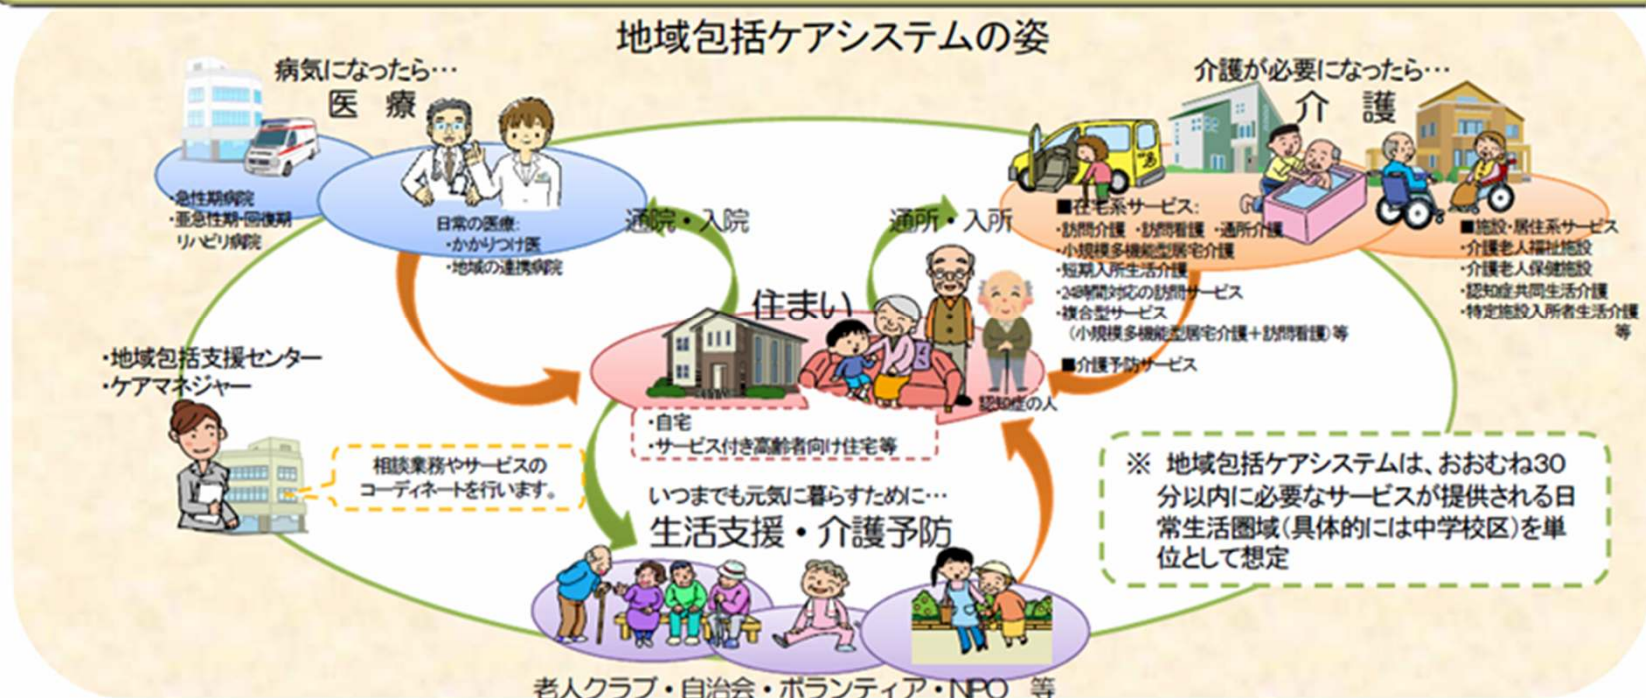 地域包括ケアシステムの姿
病気になったら…
医 療
・急性期病院
・亜急性期・回復期
リハビリ病院
日常の医療:
・かかりつけ医
・地域の連携病院
通院・入院
通所・入所
介護が必要になったら…
介 護
■在宅系サービス:
・訪問介護 ・訪問看護 ・通所介護
・小規模多機能型居宅介護
・短期入所生活介護
・24時間対応の訪問サービス
・複合型サービス
(小規模多機能型居宅介護+訪問看護)等
■介護予防サービス
■施設・居住系サービス
・介護老人福祉施設
・介護老人保健施設
・認知症共同生活介護
・特定施設入所者生活介護
等
住まい
認知症の人
・自宅
・サービス付き高齢者向け住宅等
・地域包括支援センター
・ケアマネジャー
相談業務やサービスの
コーディネートを行います。
いつまでも元気に暮らすために…
生活支援・介護予防
老人クラブ・自治会・ボランティア・NPO 等
※ 地域包括ケアシステムは、おおむね30
分以内に必要なサービスが提供される日
常生活圏域(具体的には中学校区)を単
位として想定